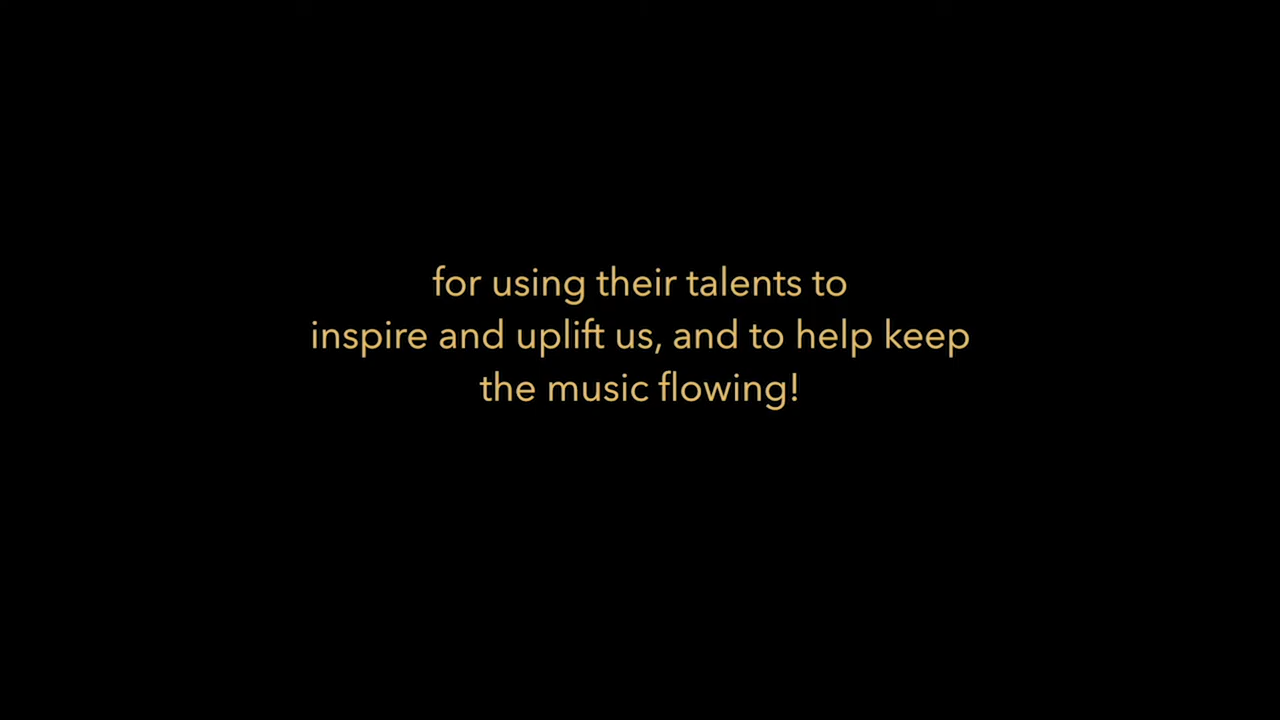 for using their talents to
inspire and uplift us, and to help keep
the music flowing!